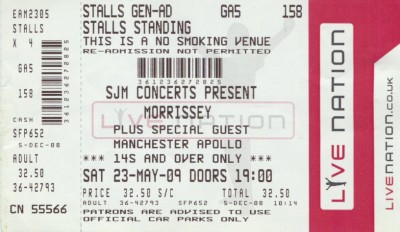 EAM2305
STALLS
X 4
GA5
158
CASH
SFP652
5-DEC-08
ADULT
32.50
36-42793
CN 55566
361236272825
STALLS GEN-AD GA5 158
STALLS STANDING
THIS IS A NO SMOKING VENUE
RE-ADMISSION NOT PERMITTED
361236272825
SJM CONCERTS PRESENT
MORRISSEY
PLUS SPECIAL GUEST
MANCHESTER APOLLO
*** 14S AND OVER ONLY ***
SAT 23-MAY-09 DOORS 19:00
PRICE 32.50 S/C TOTAL 32.50
ADULT 36-42793 SFP652 5-DEC-08 10:14
PATRONS ARE ADVISED TO USE
OFFICIAL CAR PARKS ONLY
LIVE NATION
LIVE NATION
LIVENATION.co.uk